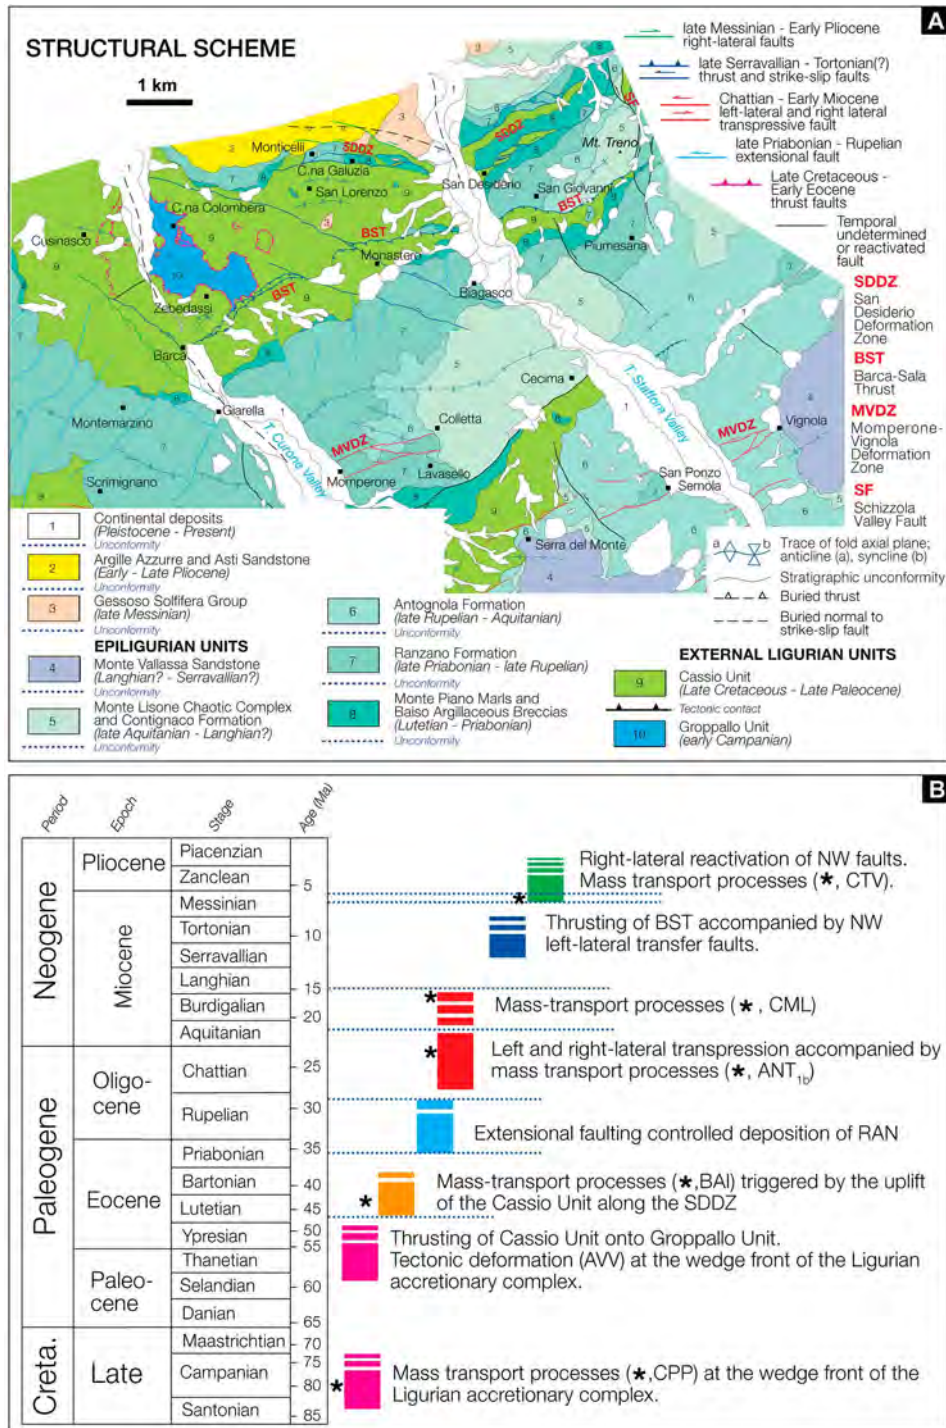 A
STRUCTURAL SCHEME
1 km
late Messinian - Early Pliocene
right-lateral faults
late Serravallian - Tortonian(?)
thrust and strike-slip faults
Chattian - Early Miocene
left-lateral and right lateral
transpressive fault
late Priabonian - Rupelian
extensional fault
Late Cretaceous -
Early Eocene
thrust faults
Temporal
undetermined
or reactivated
fault
SDDZ
San
Desiderio
Deformation
Zone
BST
Barca-Sala
Thrust
MVDZ
Momperone-
Vignola
Deformation
Zone
SF
Schizzola
Valley Fault
Monticelli
SDDZ
C.na Galuzia
San Lorenzo
C.na Colombera
Cusinasco
BST
Monastero
Zebedassi
BST
Barca
SDDZ
SF
Mt. Treno
San Desiderio
San Giovanni
BST
Piumesana
Biagasco
Cecima
T. Staffora Valley
Montemarzino
Giarella
T. Curone Valley
Colletta
MVDZ
Lavasello
Momperone
Scrimignano
MVDZ
Vignola
San Ponzo
Semola
Serra del Monte
1 Continental deposits
(Pleistocene - Present)
Unconformity
2 Argille Azzurre and Asti Sandstone
(Early - Late Pliocene)
Unconformity
3 Gessoso Solfifera Group
(late Messinian)
Unconformity
EPILIGURIAN UNITS
4 Monte Vallassa Sandstone
(Langhian? - Serravallian?)
Unconformity
5 Monte Lisone Chaotic Complex
and Contignaco Formation
(late Aquitanian - Langhian?)
Unconformity
6 Antognola Formation
(late Rupelian - Aquitanian)
Unconformity
7 Ranzano Formation
(late Priabonian - late Rupelian)
Unconformity
8 Monte Piano Marls and
Baiso Argillaceous Breccias
(Lutetian - Priabonian)
Unconformity
a b Trace of fold axial plane;
anticline (a), syncline (b)
Stratigraphic unconformity
Buried thrust
Buried normal to
strike-slip fault
EXTERNAL LIGURIAN UNITS
9 Cassio Unit
(Late Cretaceous - Late Paleocene)
Tectonic contact
10 Groppallo Unit
(early Campanian)
B
Period Epoch Stage Age (Ma)
Neogene
Paleogene
Creta.
Pliocene
Miocene
Oligo-
cene
Eocene
Paleo-
cene
Late
Piacenzian
Zanclean
Messinian
Tortonian
Serravallian
Langhian
Burdigalian
Aquitanian
Chattian
Rupelian
Priabonian
Bartonian
Lutetian
Ypresian
Thanetian
Selandian
Danian
Maastrichtian
Campanian
Santonian
5
10
15
20
25
30
35
40
45
50
55
60
65
70
75
80
85
Right-lateral reactivation of NW faults.
Mass transport processes (*, CTV).
Thrusting of BST accompanied by NW
left-lateral transfer faults.
Mass-transport processes (*, CML)
Left and right-lateral transpression accompanied by
mass transport processes (*, ANT1b)
Extensional faulting controlled deposition of RAN
Mass-transport processes (*,BAI) triggered by the uplift
of the Cassio Unit along the SDDZ
Thrusting of Cassio Unit onto Groppallo Unit.
Tectonic deformation (AVV) at the wedge front of the Ligurian
accretionary complex.
Mass transport processes (*,CPP) at the wedge front of the
Ligurian accretionary complex.